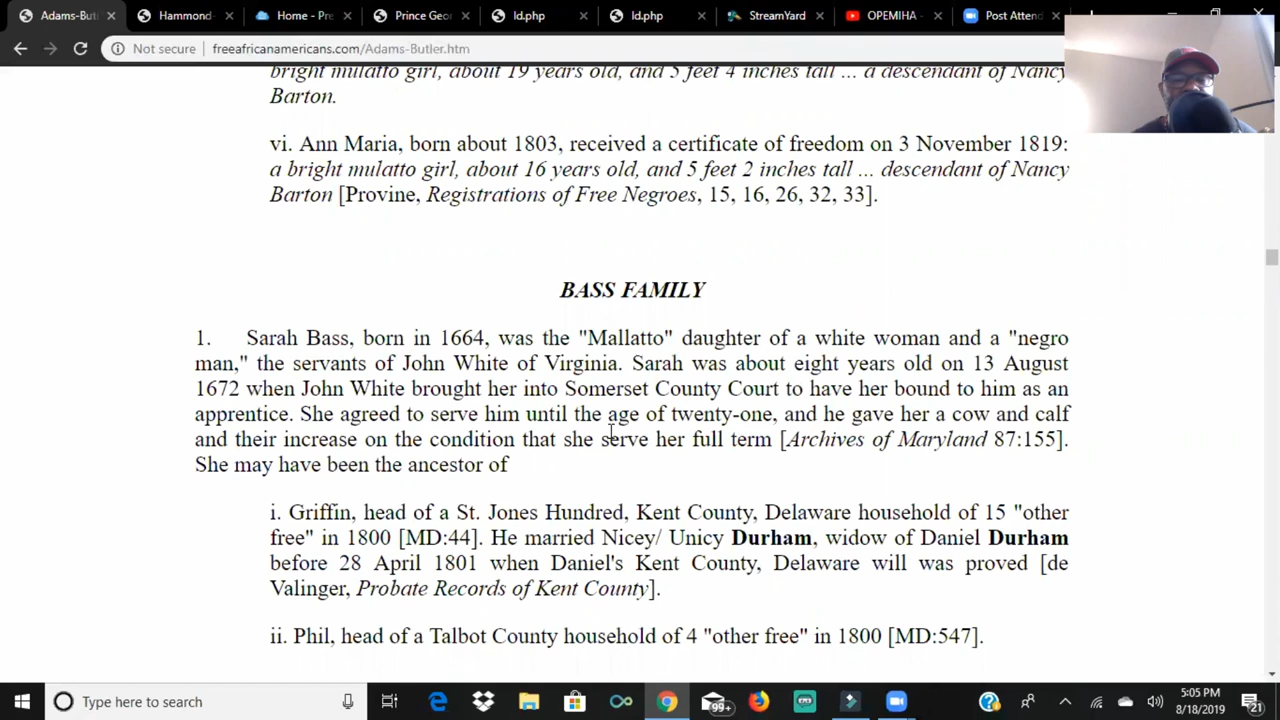 Adams-Butl
Hammond-
Home - Pre
Prince Geor
ld.php
ld.php
StreamYard
OPEMIHA -
Post Attend
Not secure | freeafricanamericans.com/Adams-Butler.htm
bright mulatto girl, about 19 years old, and 5 feet 4 inches tall ... a descendant of Nancy
Barton.
vi. Ann Maria, born about 1803, received a certificate of freedom on 3 November 1819:
a bright mulatto girl, about 16 years old, and 5 feet 2 inches tall ... descendant of Nancy
Barton [Provine, Registrations of Free Negroes, 15, 16, 26, 32, 33].
BASS FAMILY
1. Sarah Bass, born in 1664, was the "Mallatto" daughter of a white woman and a "negro
man," the servants of John White of Virginia. Sarah was about eight years old on 13 August
1672 when John White brought her into Somerset County Court to have her bound to him as an
apprentice. She agreed to serve him until the age of twenty-one, and he gave her a cow and calf
and their increase on the condition that she serve her full term [Archives of Maryland 87:155].
She may have been the ancestor of
i. Griffin, head of a St. Jones Hundred, Kent County, Delaware household of 15 "other
free" in 1800 [MD:44]. He married Nicey/ Unicy Durham, widow of Daniel Durham
before 28 April 1801 when Daniel's Kent County, Delaware will was proved [de
Valinger, Probate Records of Kent County].
ii. Phil, head of a Talbot County household of 4 "other free" in 1800 [MD:547].
Type here to search
99+
5:05 PM
8/18/2019
21